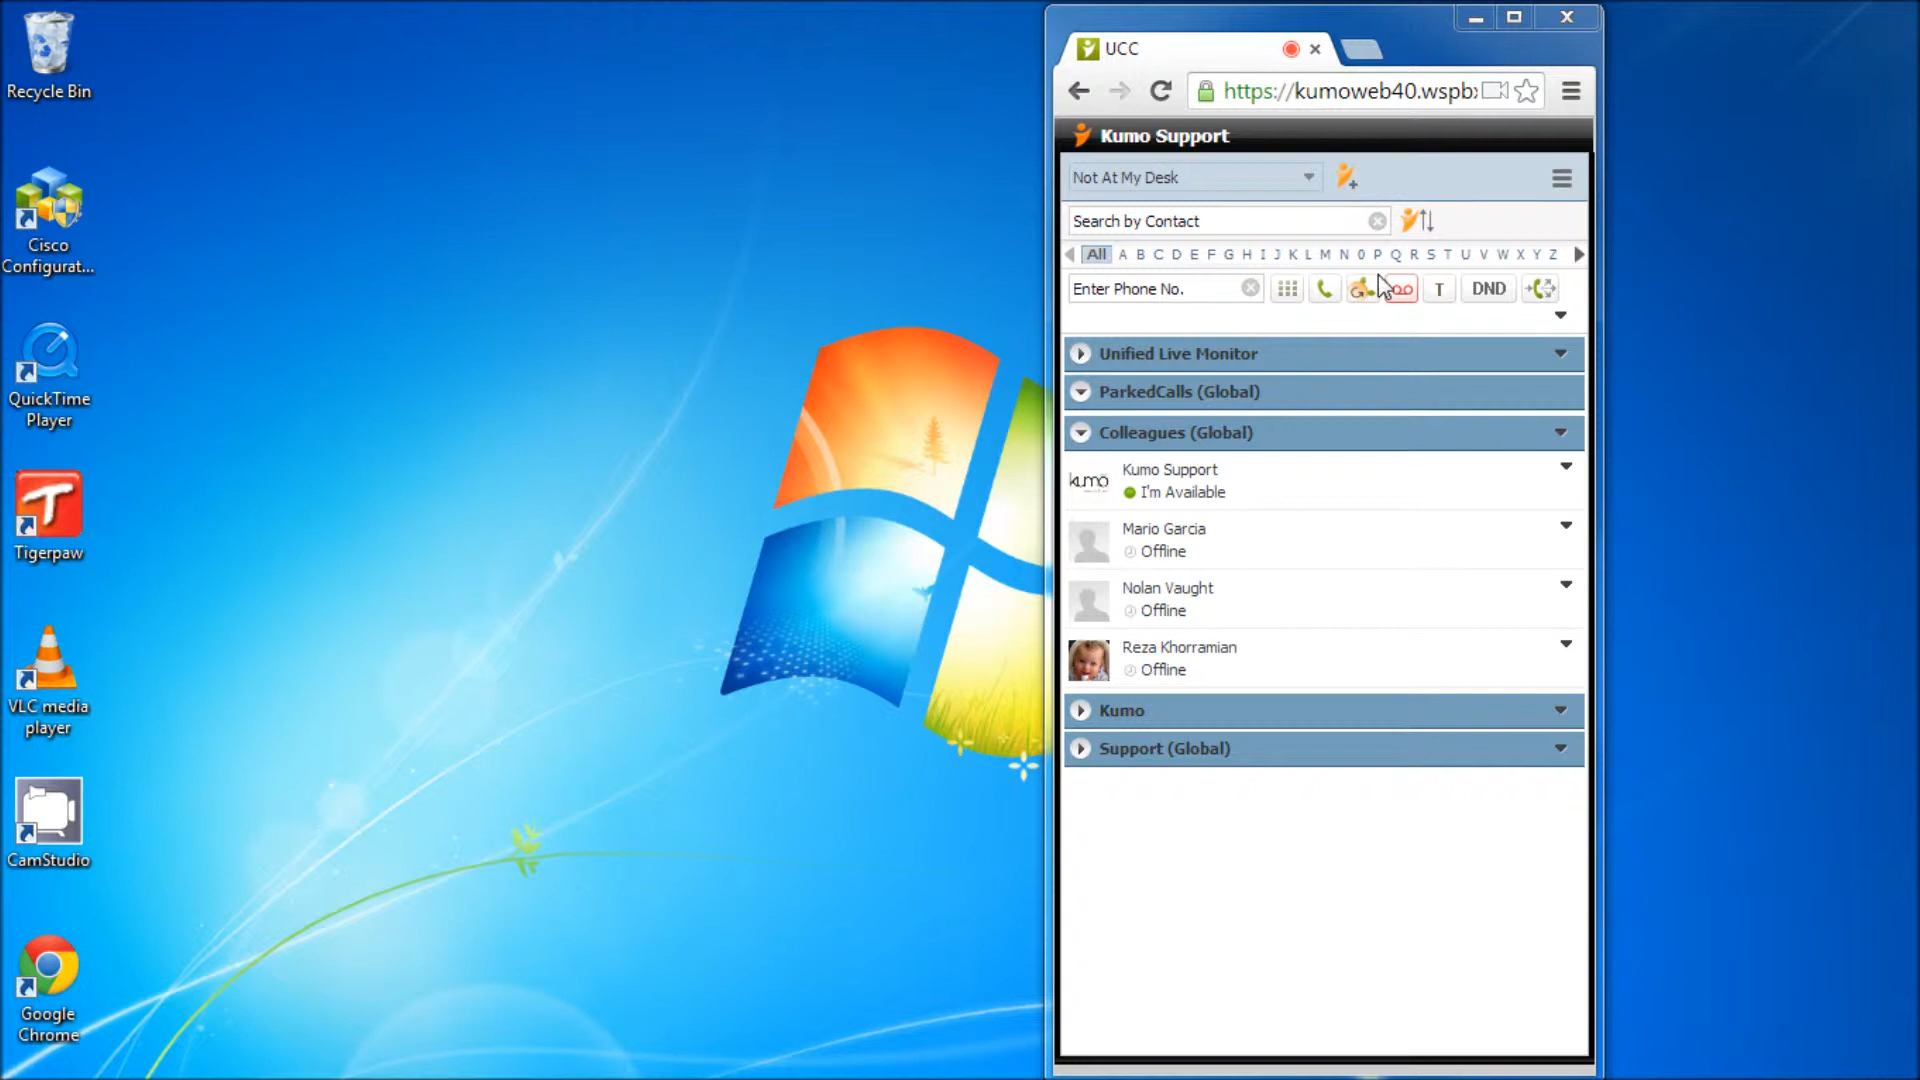 Recycle Bin
Cisco
Configurat...
QuickTime
Player
Tigerpaw
VLC media
player
CamStudio
Google
Chrome
UCC
https://kumoweb40.wspbx
Kumo Support
Not At My Desk
Search by Contact
All A B C D E F G H I J K L M N O P Q R S T U V W X Y Z
Enter Phone No.
T
DND
Unified Live Monitor
ParkedCalls (Global)
Colleagues (Global)
kumo
Kumo Support
I'm Available
Mario Garcia
Offline
Nolan Vaught
Offline
Reza Khorramian
Offline
Kumo
Support (Global)